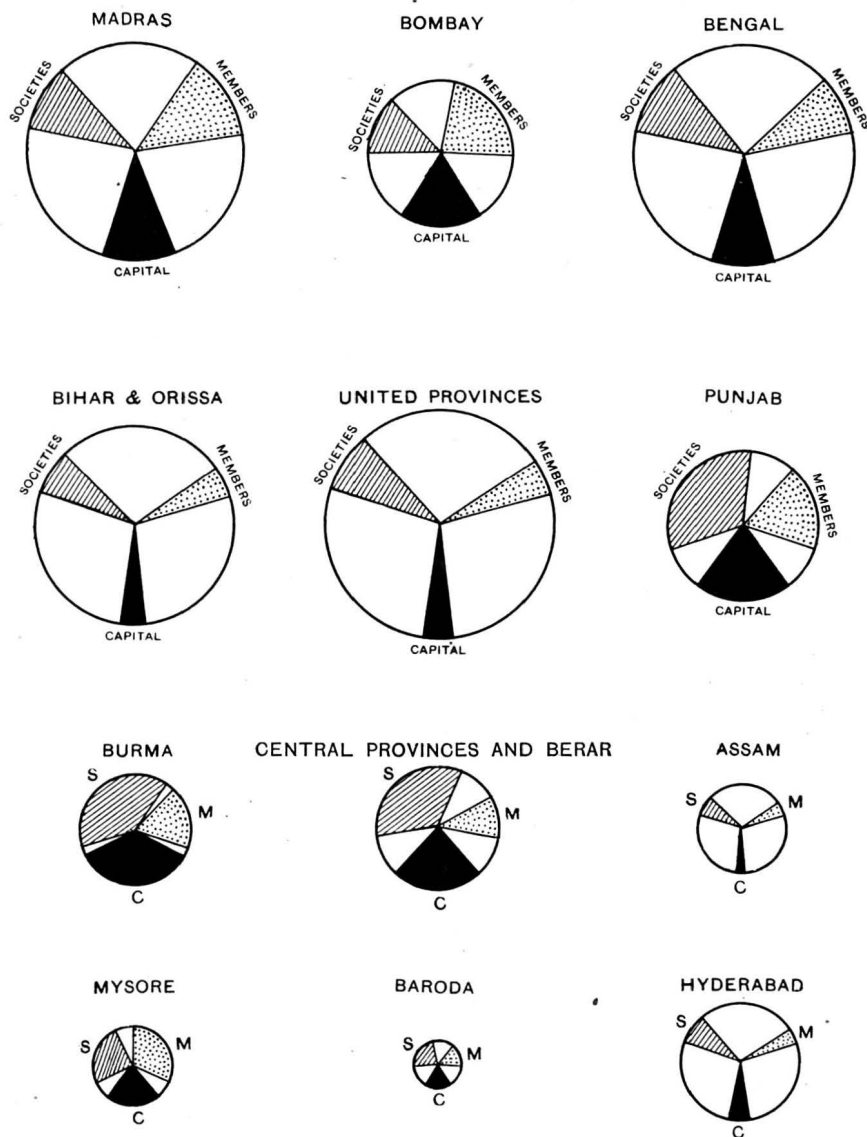 MADRAS
SOCIETIES
MEMBERS
CAPITAL
BOMBAY
SOCIETIES
MEMBERS
CAPITAL
BENGAL
SOCIETIES
MEMBERS
CAPITAL
BIHAR & ORISSA
SOCIETIES
MEMBERS
CAPITAL
UNITED PROVINCES
SOCIETIES
MEMBERS
CAPITAL
PUNJAB
SOCIETIES
MEMBERS
CAPITAL
BURMA
S
M
C
CENTRAL PROVINCES AND BERAR
S
M
C
ASSAM
S
M
C
MYSORE
S
M
C
BARODA
S
M
C
HYDERABAD
S
M
C